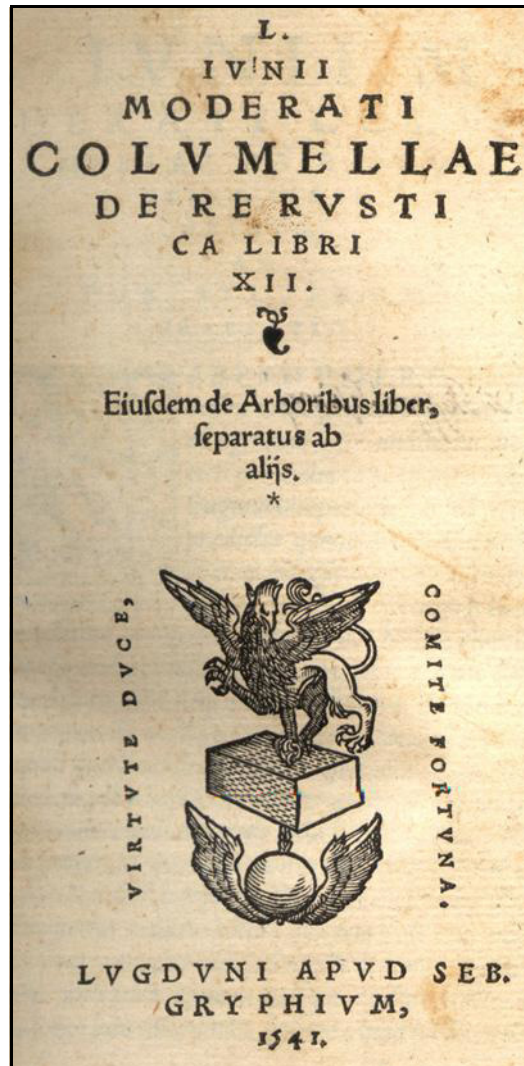 L.
IVNII
MODERATI
COLVMELLAE
DE RE RVSTI
CA LIBRI
XII.
Eiuſdem de Arboribus liber,
ſeparatus ab
alijs.
*
VIRTVTE DVCE,
COMITE FORTVNA.
LVGDVNI APVD SEB.
GRYPHIVM,
1541.